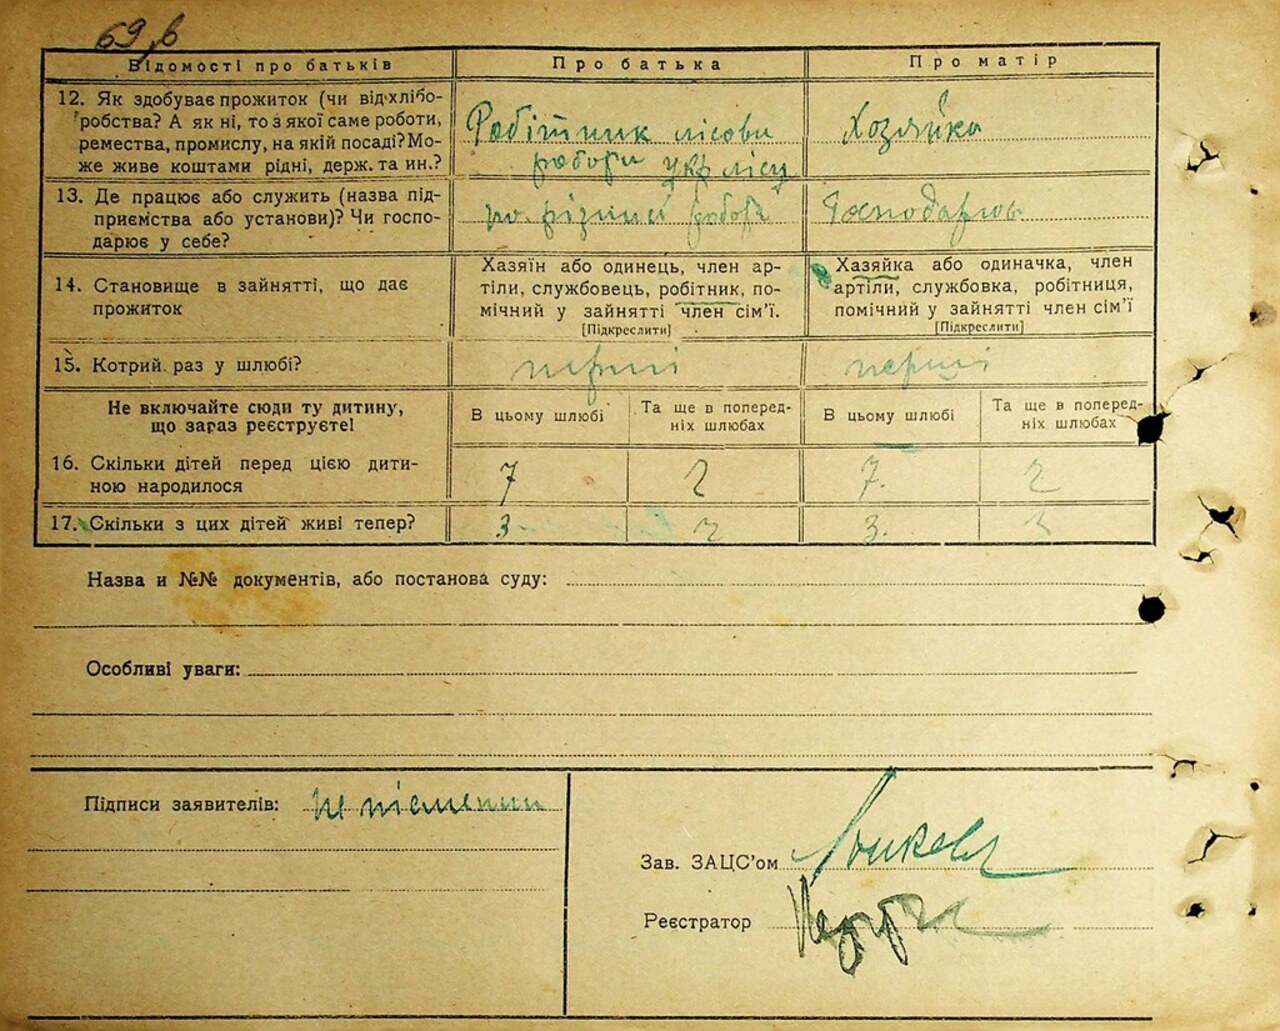 69 в
Відомості про батьків
Про батька
Про матір
12. Як здобуває прожиток (чи від хлібо-
робства? А як ні, то з якої саме роботи,
ремества, промислу, на якій посаді? Мо-
же живе коштами рідні, держ. та ин.?
Робітник лісови
роботи укр лісу
Хозяйка
13. Де працює або служить (назва під-
приємства або установи)? Чи госпо-
дарює у себе?
роботі
14. Становище в зайнятті, що дає
прожиток
Хазяїн або одинець, член ар-
тіли, службовець, робітник, по-
мічний у зайнятті член сім'ї.
[Підкреслити]
Хазяйка або одиначка, член
артіли, службовка, робітниця,
помічний у зайнятті член сім'ї
[Підкреслити]
15. Котрий раз у шлюбі?
перший
перший
Не включайте сюди ту дитину,
що зараз реєструєте!
В цьому шлюбі
Та ще в поперед-
ніх шлюбах
В цьому шлюбі
Та ще в поперед-
ніх шлюбах
16. Скільки дітей перед цією дити-
ною народилося
7
2
7.
2
17. Скільки з цих дітей живі тепер?
3
2
3.
Назва и №№ документів, або постанова суду:
Особливі уваги:
Підписи заявителів:
Зав. ЗАЦС'ом
Реєстратор